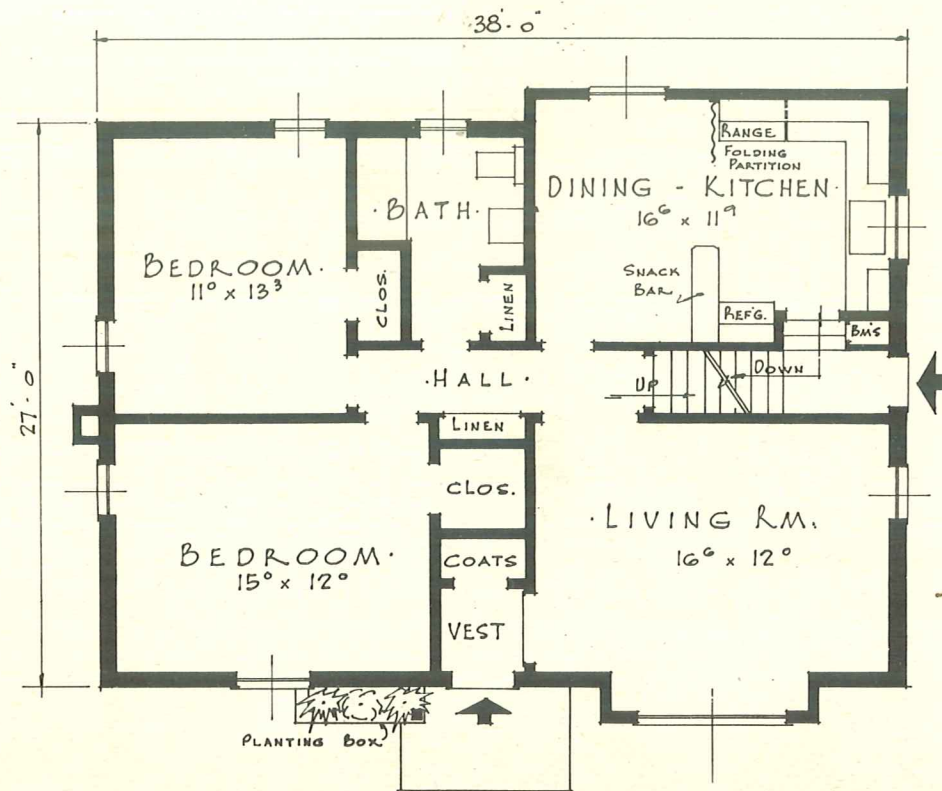 38'-0"
27'-0"
BEDROOM.
11⁰ x 13³
·BATH·
CLOS.
LINEN
DINING - KITCHEN
16⁶ x 11⁹
RANGE
FOLDING
PARTITION
SNACK
BAR
REF'G.
BM'S
·HALL·
UP
DOWN
LINEN
CLOS.
COATS
VEST
BEDROOM·
15⁰ x 12⁰
·LIVING RM.
16⁶ x 12⁰
PLANTING BOX